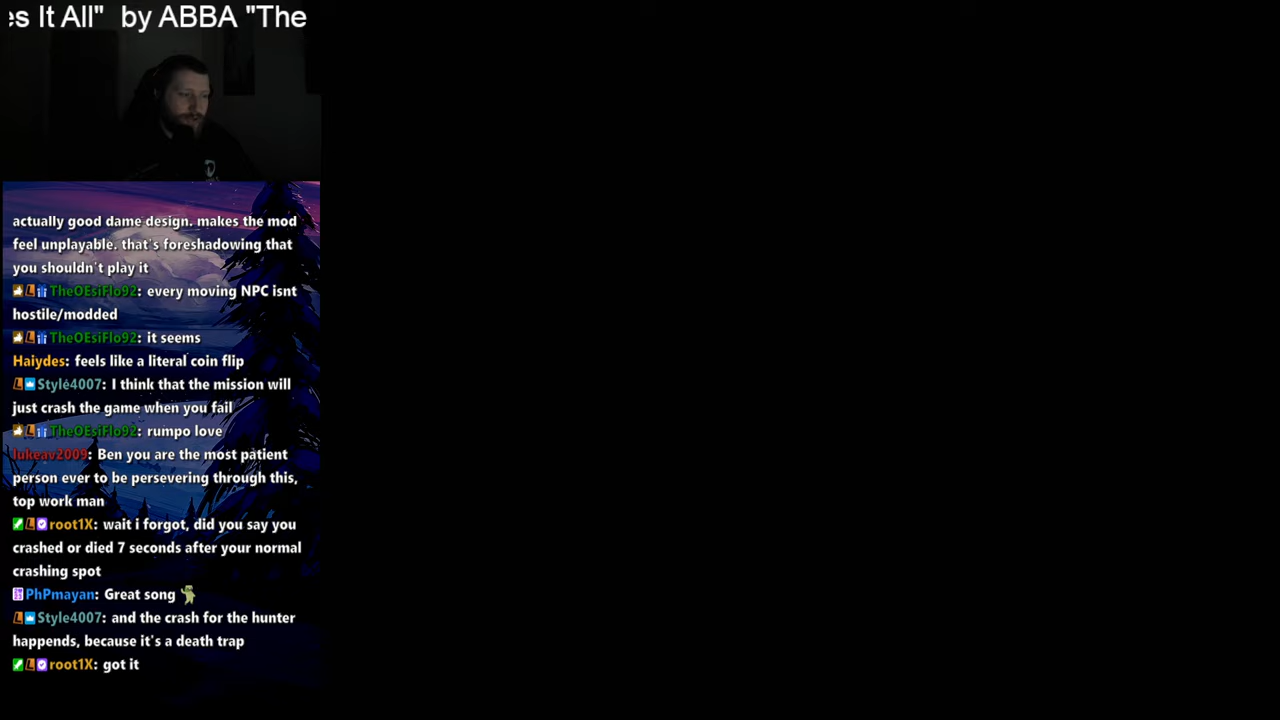 es It All"  by ABBA "The
actually good dame design. makes the mod
feel unplayable. that's foreshadowing that
you shouldn't play it
TheOEsiFlo92: every moving NPC isnt
hostile/modded
TheOEsiFlo92: it seems
Haiydes: feels like a literal coin flip
Style4007: I think that the mission will
just crash the game when you fail
TheOEsiFlo92: rumpo love
lukeav2009: Ben you are the most patient
person ever to be persevering through this,
top work man
root1X: wait i forgot, did you say you
crashed or died 7 seconds after your normal
crashing spot
PhPmayan: Great song
Style4007: and the crash for the hunter
happends, because it's a death trap
root1X: got it